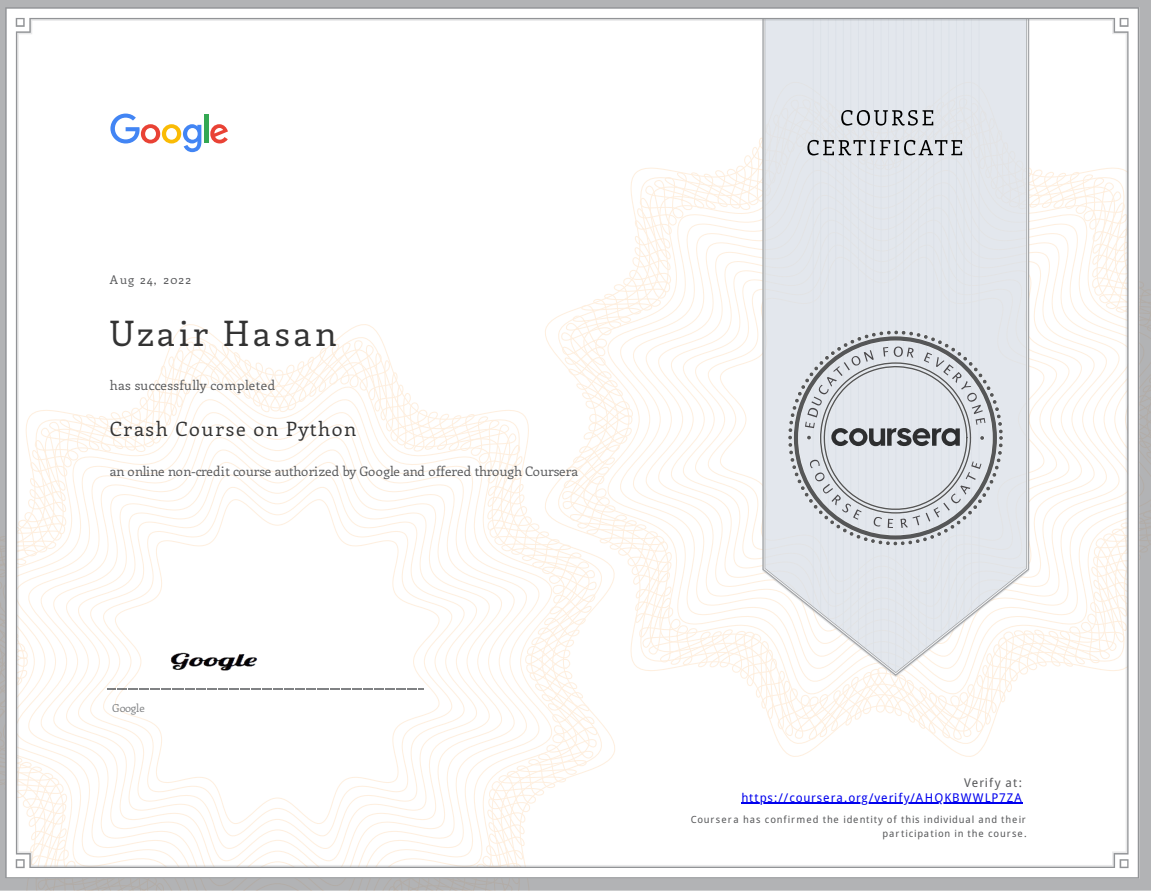 Google
COURSE
CERTIFICATE
Aug 24, 2022
Uzair Hasan
has successfully completed
Crash Course on Python
an online non-credit course authorized by Google and offered through Coursera
EDUCATION FOR EVERYONE
coursera
COURSE CERTIFICATE
Google
Google
Verify at:
https://coursera.org/verify/AHQKBWWLP7ZA
Coursera has confirmed the identity of this individual and their
participation in the course.